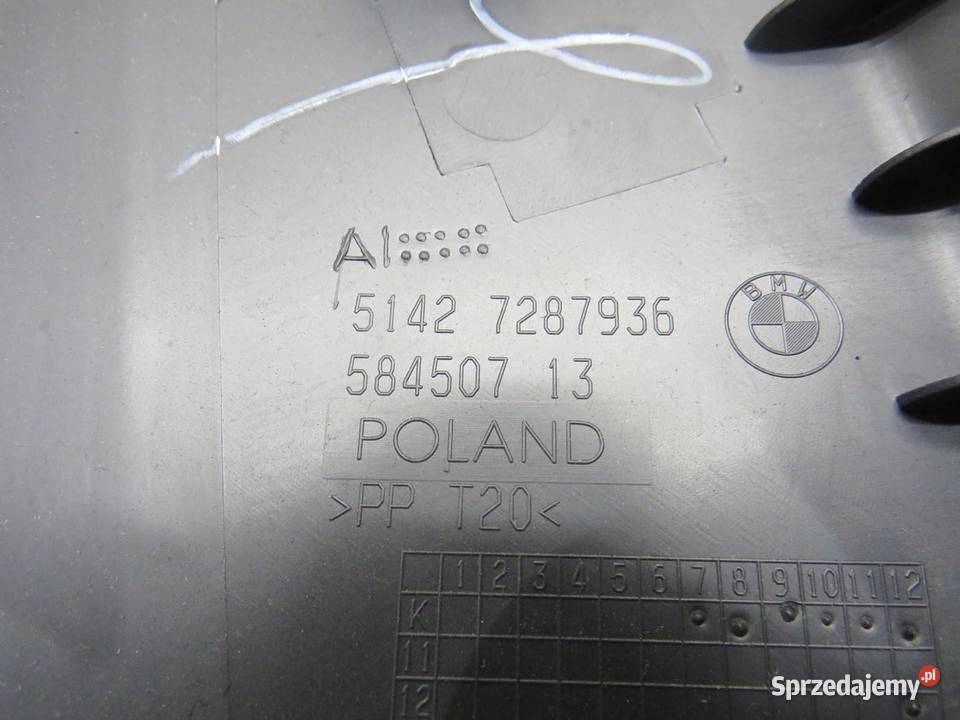 AI
BMW
5142 7287936
584507 13
POLAND
>PP T20<
1 2 3 4 5 6 7 8 9 10 11 12
K
11
12
Sprzedajemy.pl